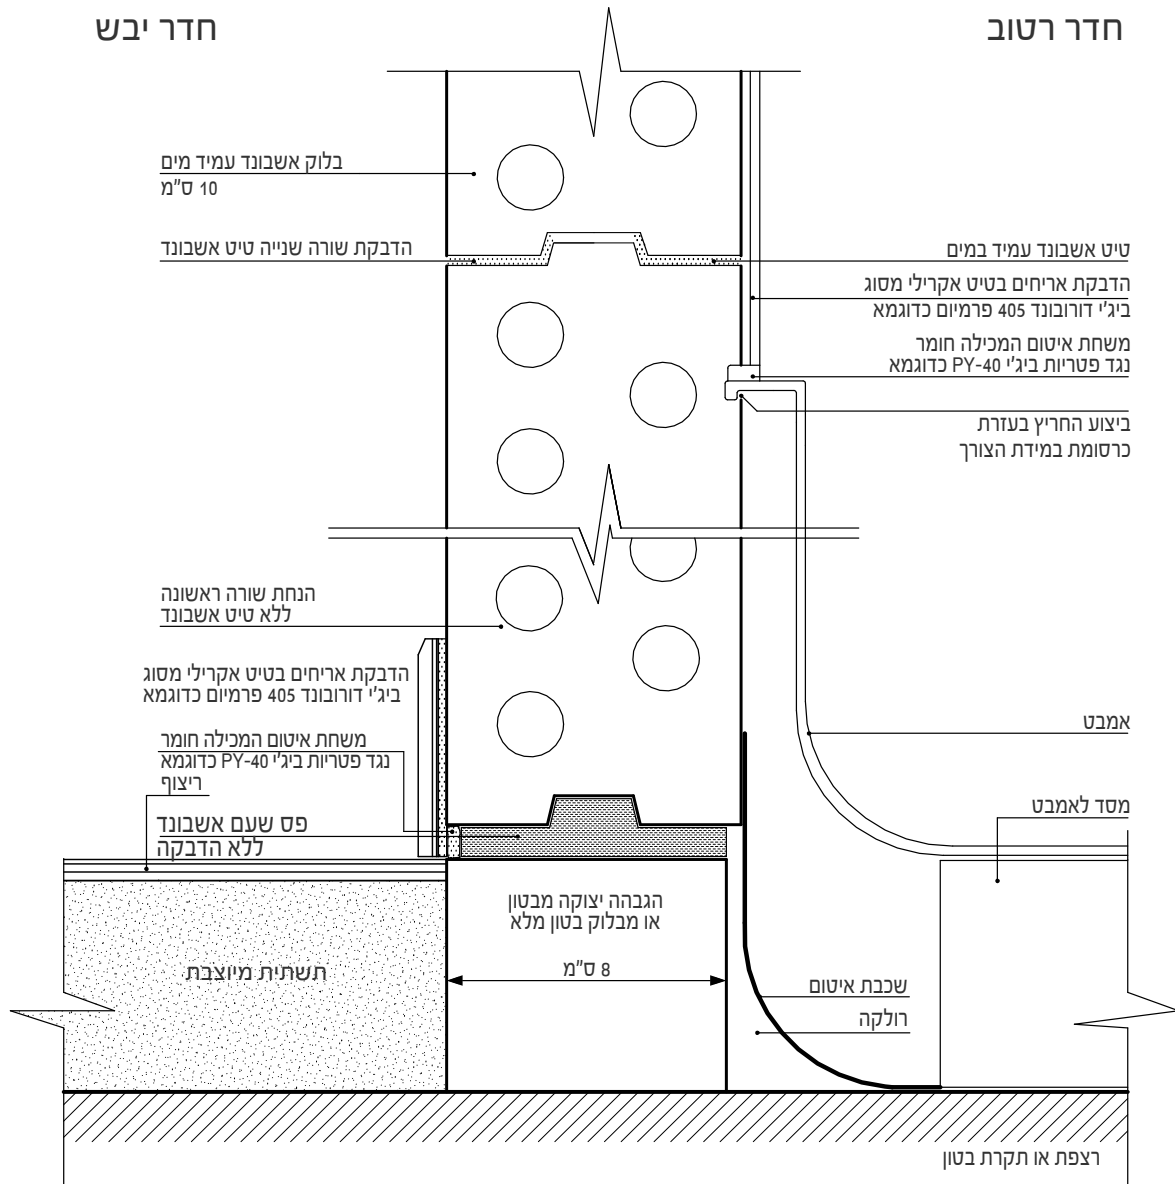 חדר רטוב
חדר יבש
בלוק אשבונד עמיד מים
10 ס"מ
הדבקת שורה שנייה טיט אשבונד
טיט אשבונד עמיד במים
הדבקת אריחים בטיט אקרילי מסוג
ביג'י דורובונד 405 פרמיום כדוגמא
משחת איטום המכילה חומר
נגד פטריות ביג'י PY-40 כדוגמא
ביצוע החריץ בעזרת
כרסומת במידת הצורך
הנחת שורה ראשונה
ללא טיט אשבונד
הדבקת אריחים בטיט אקרילי מסוג
ביג'י דורובונד 405 פרמיום כדוגמא
משחת איטום המכילה חומר
נגד פטריות ביג'י PY-40 כדוגמא
ריצוף
פס שעם אשבונד
ללא הדבקה
אמבט
מסד לאמבט
הגבהה יצוקה מבטון
או מבלוק בטון מלא
8 ס"מ
תשתית מיוצבת
שכבת איטום
רולקה
רצפת או תקרת בטון